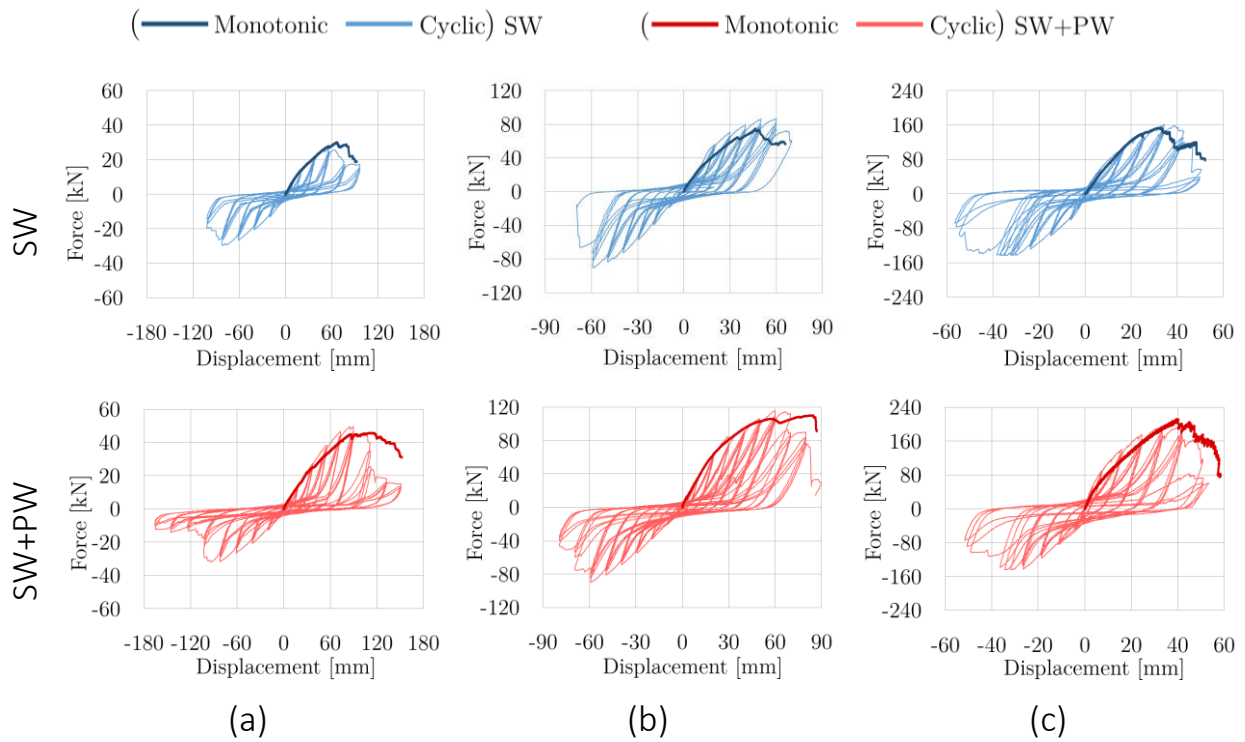 ( Monotonic Cyclic) SW ( Monotonic Cyclic) SW+PW
SW
Force [kN]
60
40
20
0
-20
-40
-60
-180 -120 -60 0 60 120 180
Displacement [mm]
Force [kN]
120
80
40
0
-40
-80
-120
-90 -60 -30 0 30 60 90
Displacement [mm]
Force [kN]
240
160
80
0
-80
-160
-240
-60 -40 -20 0 20 40 60
Displacement [mm]
SW+PW
Force [kN]
60
40
20
0
-20
-40
-60
-180 -120 -60 0 60 120 180
Displacement [mm]
Force [kN]
120
80
40
0
-40
-80
-120
-90 -60 -30 0 30 60 90
Displacement [mm]
Force [kN]
240
160
80
0
-80
-160
-240
-60 -40 -20 0 20 40 60
Displacement [mm]
(a) (b) (c)